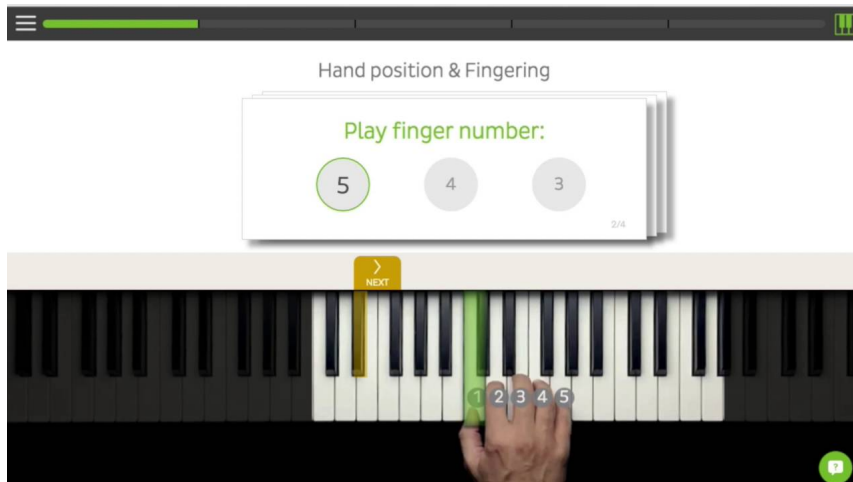 Hand position & Fingering
Play finger number:
5 4 3
2/4
NEXT
1 2 3 4 5
?